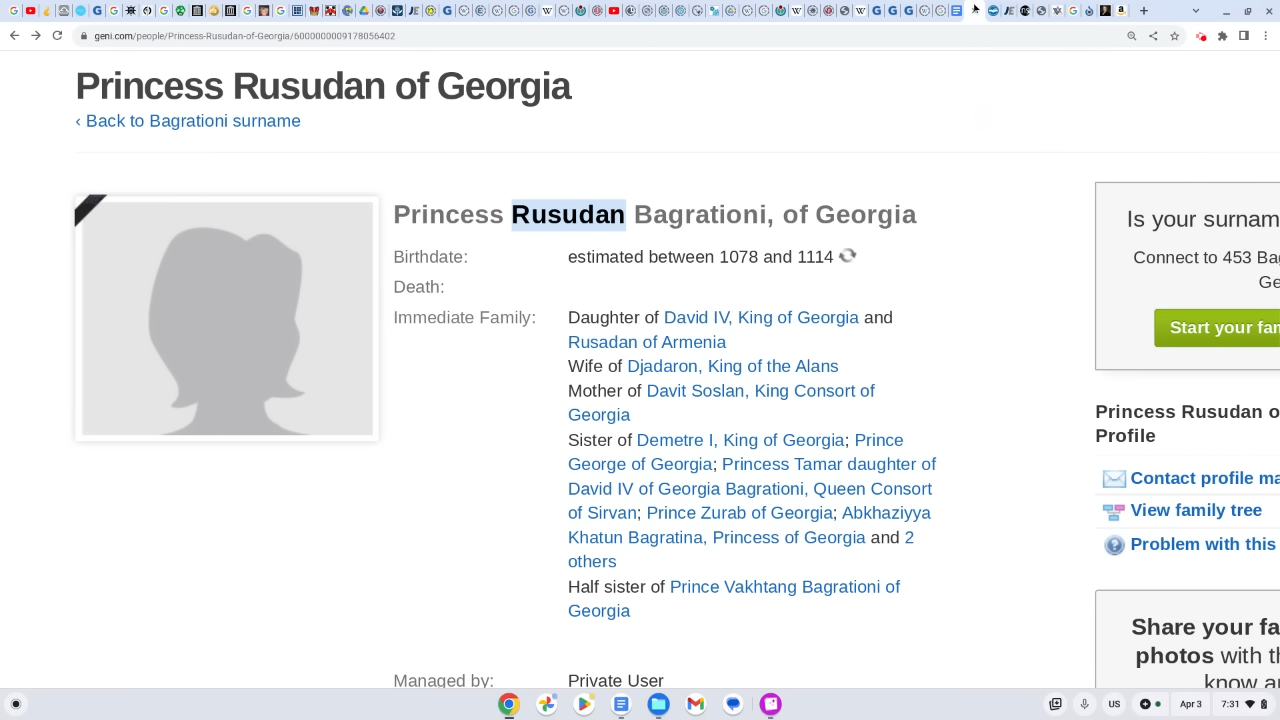 geni.com/people/Princess-Rusudan-of-Georgia/6000000009178056402
Princess Rusudan of Georgia
‹ Back to Bagrationi surname
Princess Rusudan Bagrationi, of Georgia
Birthdate: estimated between 1078 and 1114
Death:
Immediate Family: Daughter of David IV, King of Georgia and
Rusadan of Armenia
Wife of Djadaron, King of the Alans
Mother of Davit Soslan, King Consort of
Georgia
Sister of Demetre I, King of Georgia; Prince
George of Georgia; Princess Tamar daughter of
David IV of Georgia Bagrationi, Queen Consort
of Sirvan; Prince Zurab of Georgia; Abkhaziyya
Khatun Bagratina, Princess of Georgia and 2
others
Half sister of Prince Vakhtang Bagrationi of
Georgia
Managed by: Private User
Is your surnam
Connect to 453 Bag
Ge
Start your fam
Princess Rusudan o
Profile
Contact profile ma
View family tree
Problem with this
Share your fa
photos with th
know an
US
Apr 3
7:31